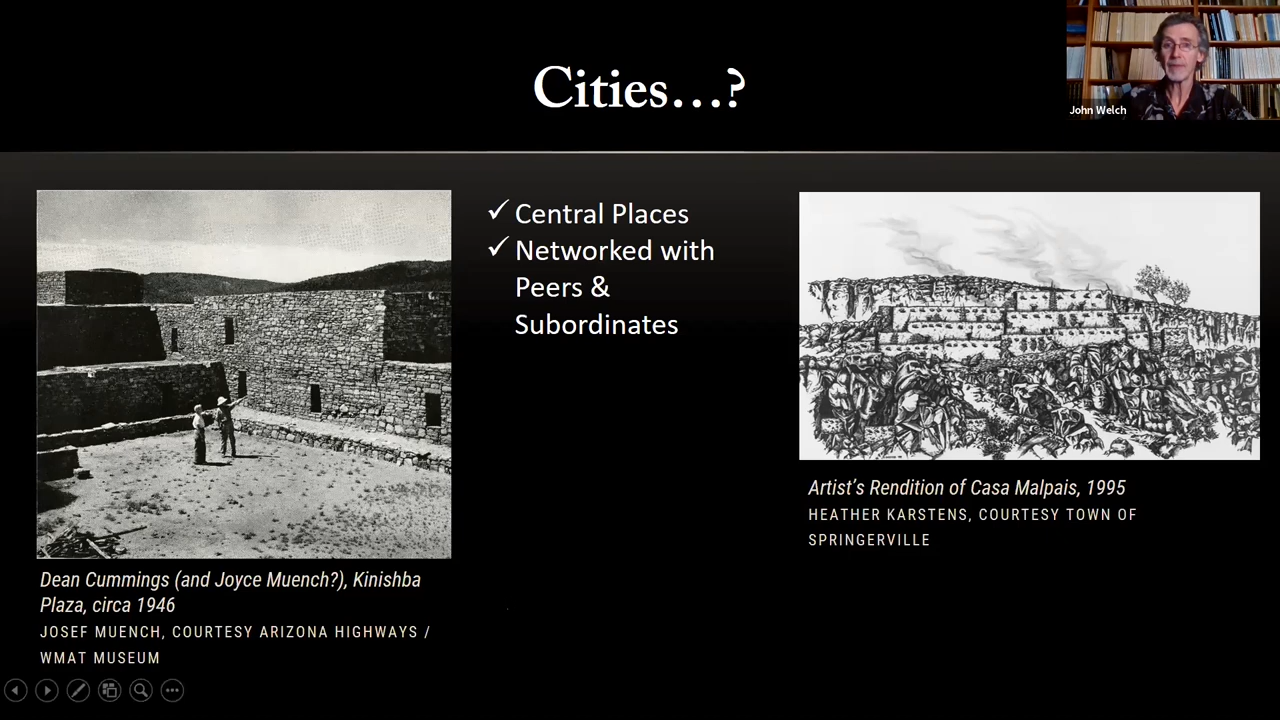 Cities...?
John Welch
✓ Central Places
✓ Networked with
Peers &
Subordinates
Dean Cummings (and Joyce Muench?), Kinishba
Plaza, circa 1946
JOSEF MUENCH, COURTESY ARIZONA HIGHWAYS /
WMAT MUSEUM
Artist’s Rendition of Casa Malpais, 1995
HEATHER KARSTENS, COURTESY TOWN OF
SPRINGERVILLE